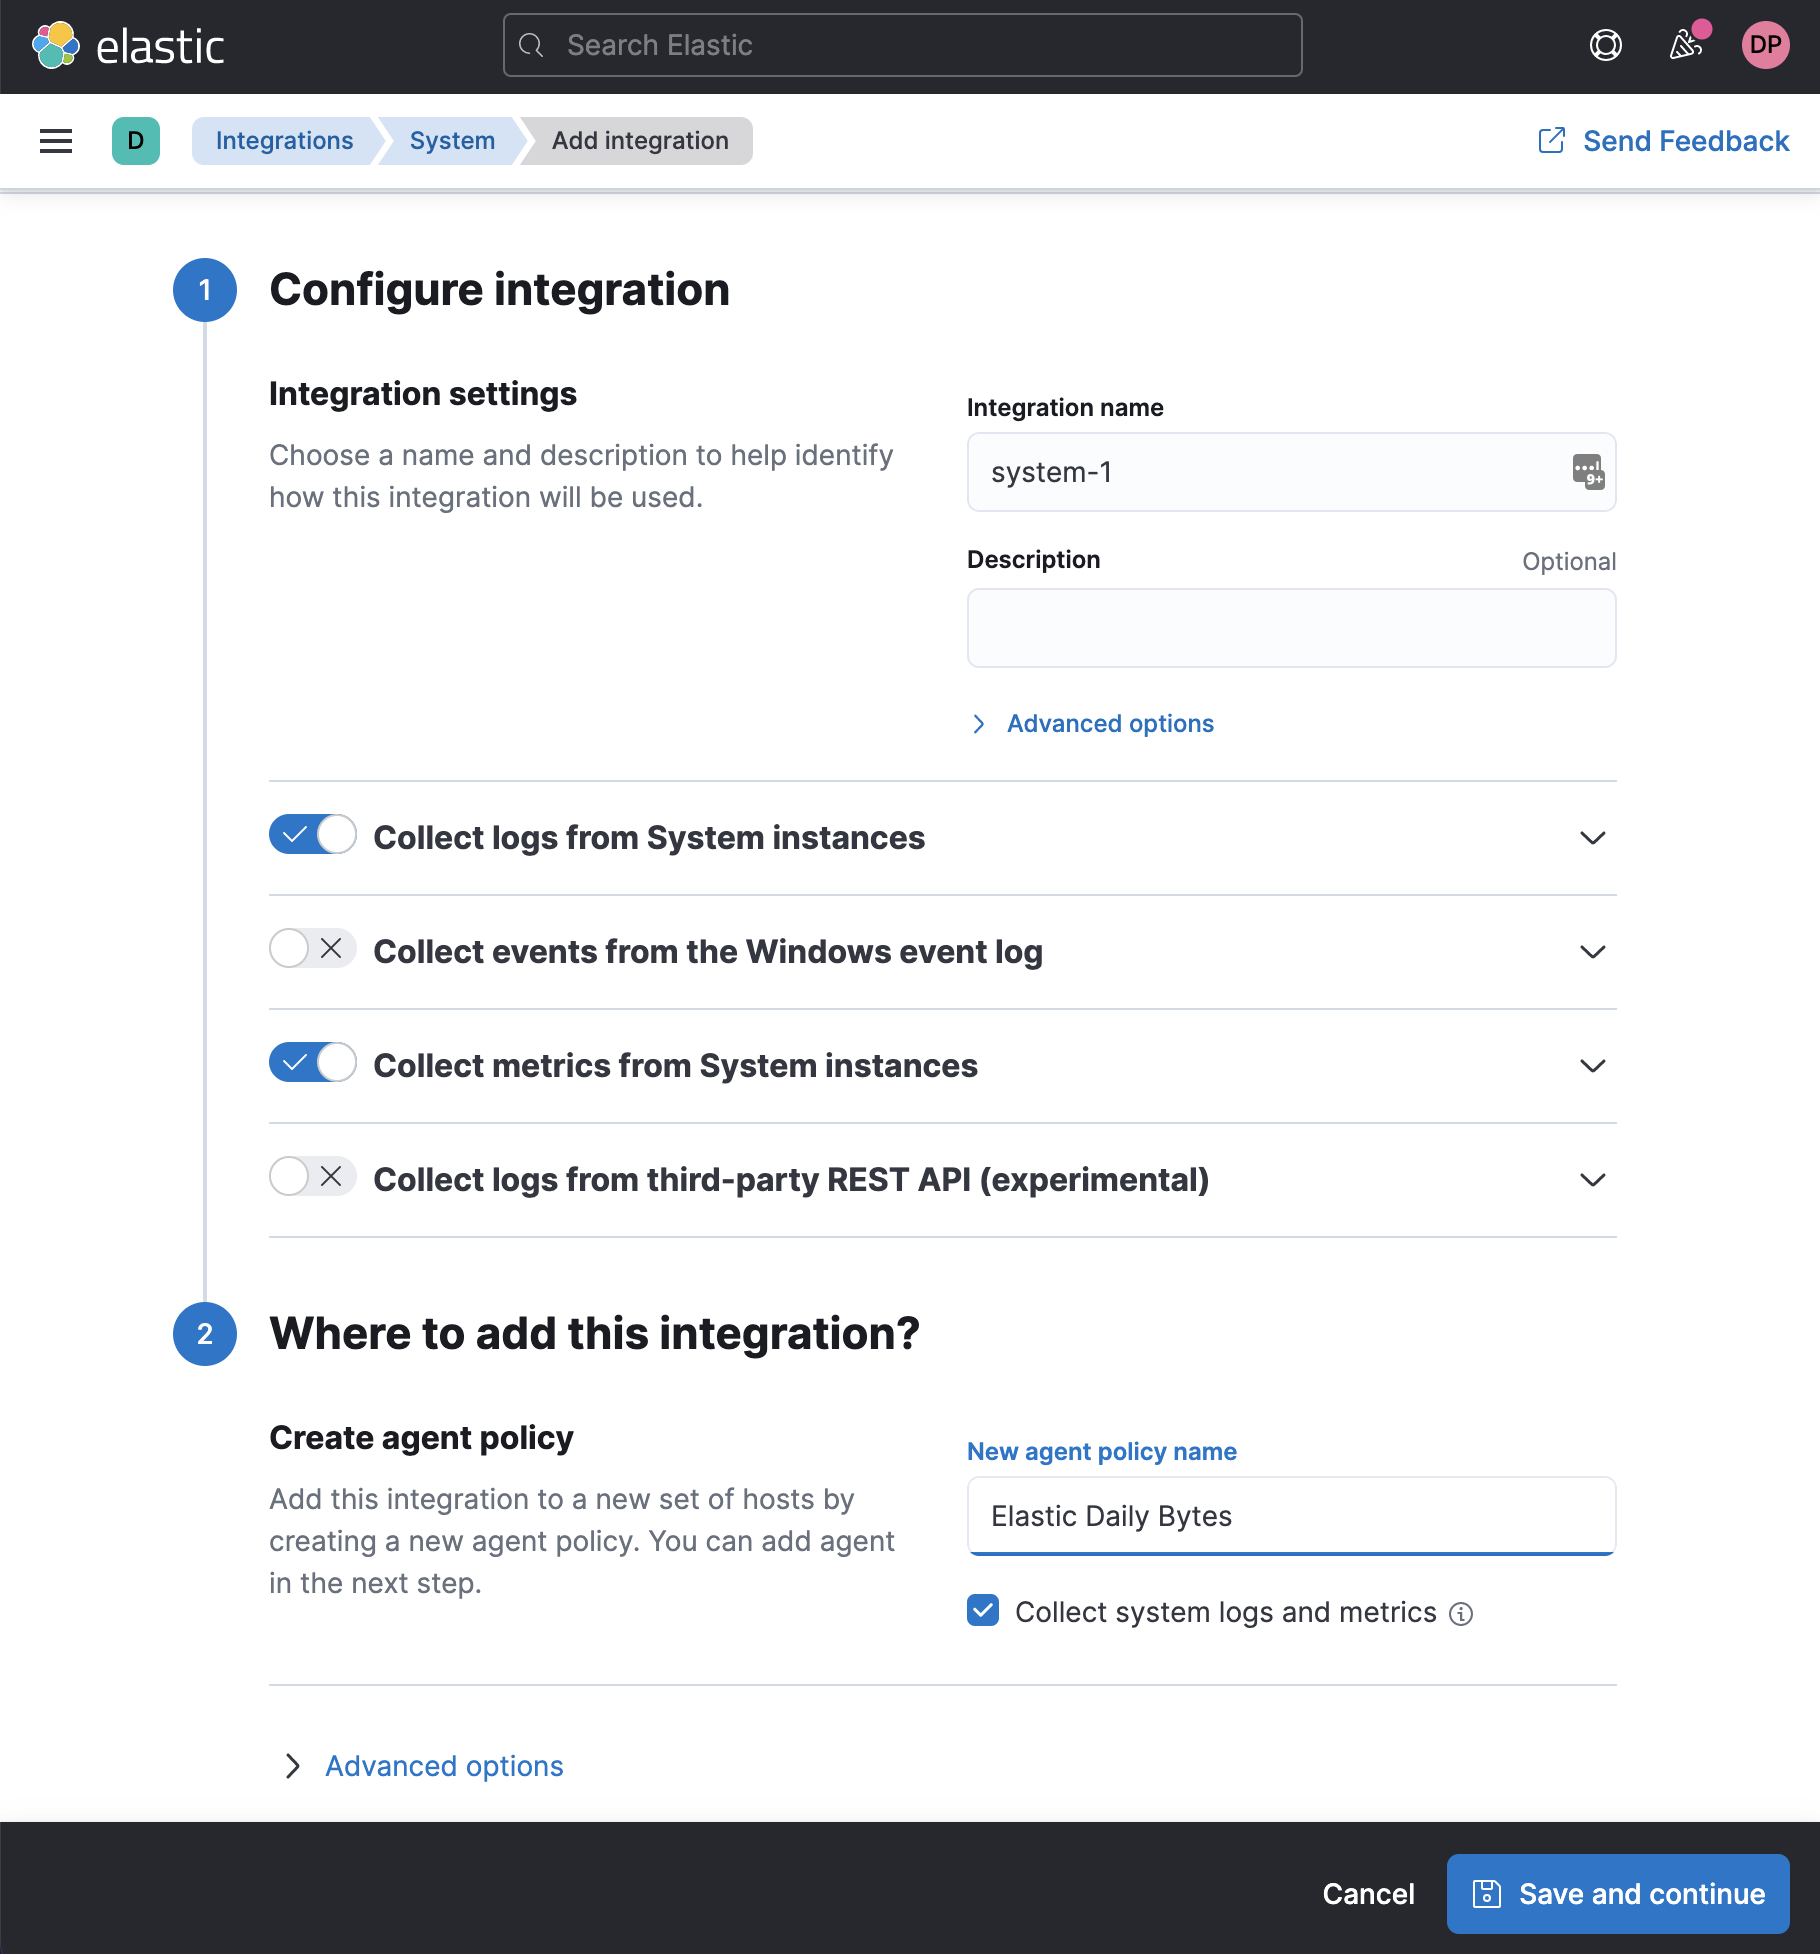 elastic
Search Elastic
DP
D
Integrations
System
Add integration
Send Feedback
1
Configure integration
Integration settings
Choose a name and description to help identify
how this integration will be used.
Integration name
system-1
9+
Description
Optional
Advanced options
Collect logs from System instances
Collect events from the Windows event log
Collect metrics from System instances
Collect logs from third-party REST API (experimental)
2
Where to add this integration?
Create agent policy
Add this integration to a new set of hosts by
creating a new agent policy. You can add agent
in the next step.
New agent policy name
Elastic Daily Bytes
Collect system logs and metrics
Advanced options
Cancel
Save and continue